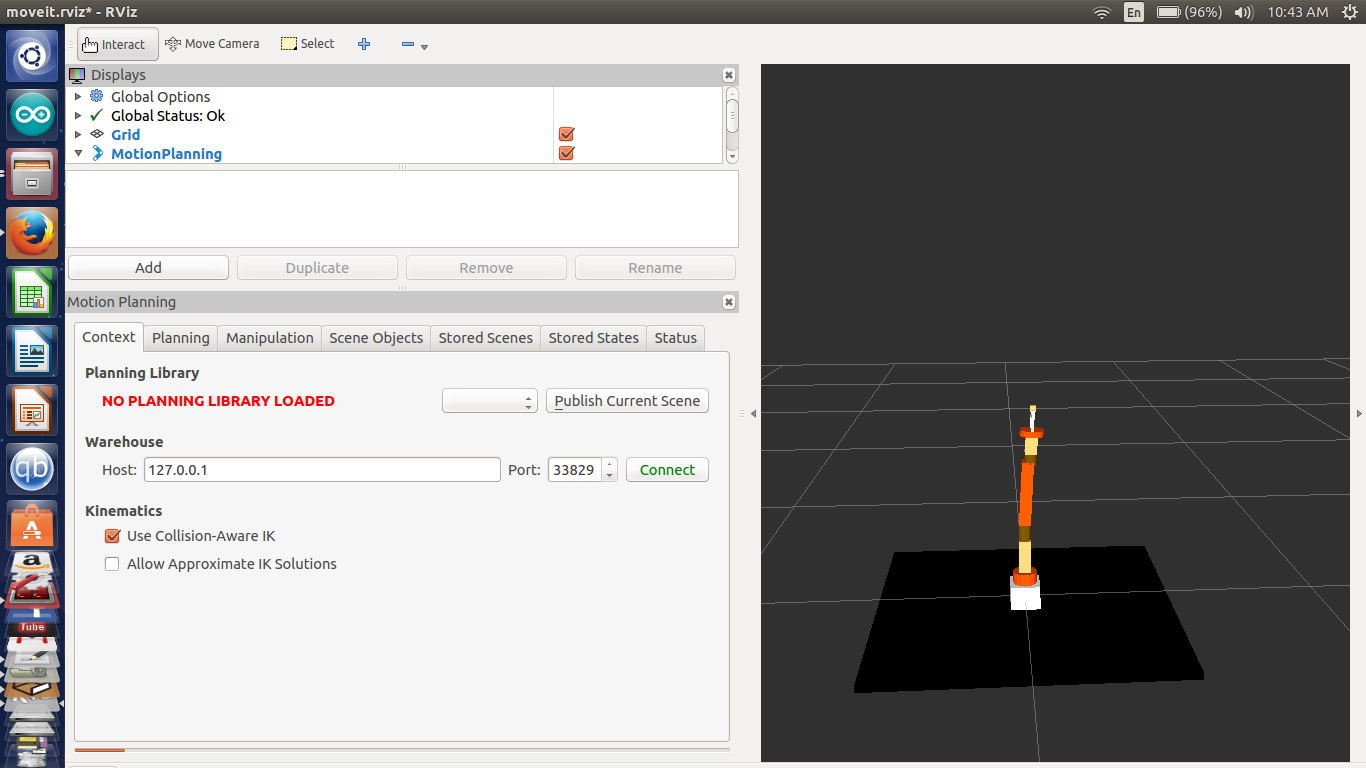 moveit.rviz* - RViz
En
(96%)
10:43 AM
Interact
Move Camera
Select
Displays
Global Options
Global Status: Ok
Grid
MotionPlanning
Add
Duplicate
Remove
Rename
Motion Planning
Context
Planning
Manipulation
Scene Objects
Stored Scenes
Stored States
Status
Planning Library
NO PLANNING LIBRARY LOADED
Publish Current Scene
Warehouse
Host:
127.0.0.1
Port:
33829
Connect
Kinematics
Use Collision-Aware IK
Allow Approximate IK Solutions
qb
A
a
Tube